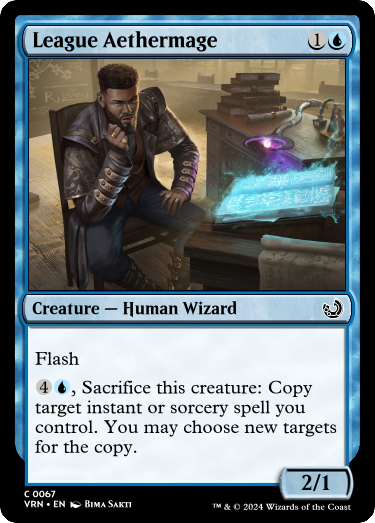 League Aethermage 1
Creature — Human Wizard
Flash
4 , Sacrifice this creature: Copy
target instant or sorcery spell you
control. You may choose new targets
for the copy.
C 0067
VRN • EN Bima Sakti
™ & © 2024 Wizards of the Coast
2/1